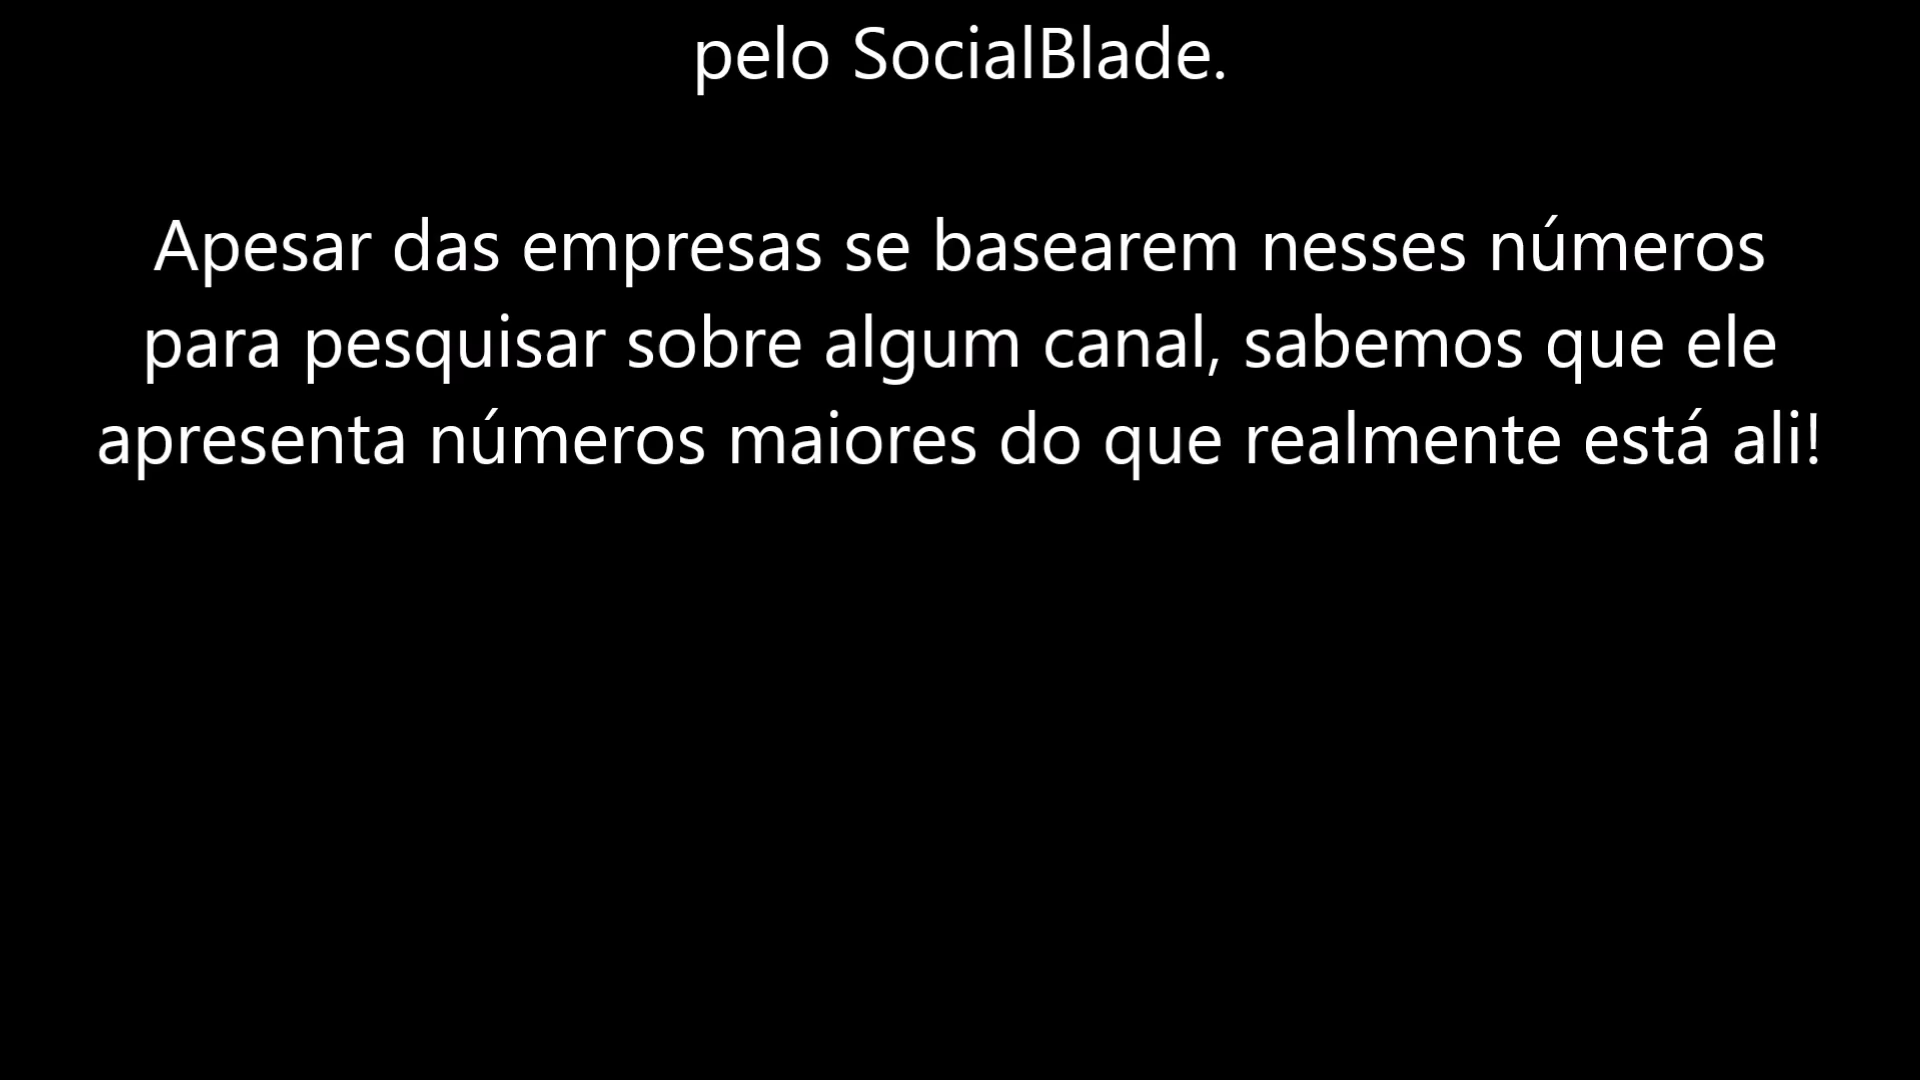 pelo SocialBlade.
Apesar das empresas se basearem nesses números
para pesquisar sobre algum canal, sabemos que ele
apresenta números maiores do que realmente está ali!